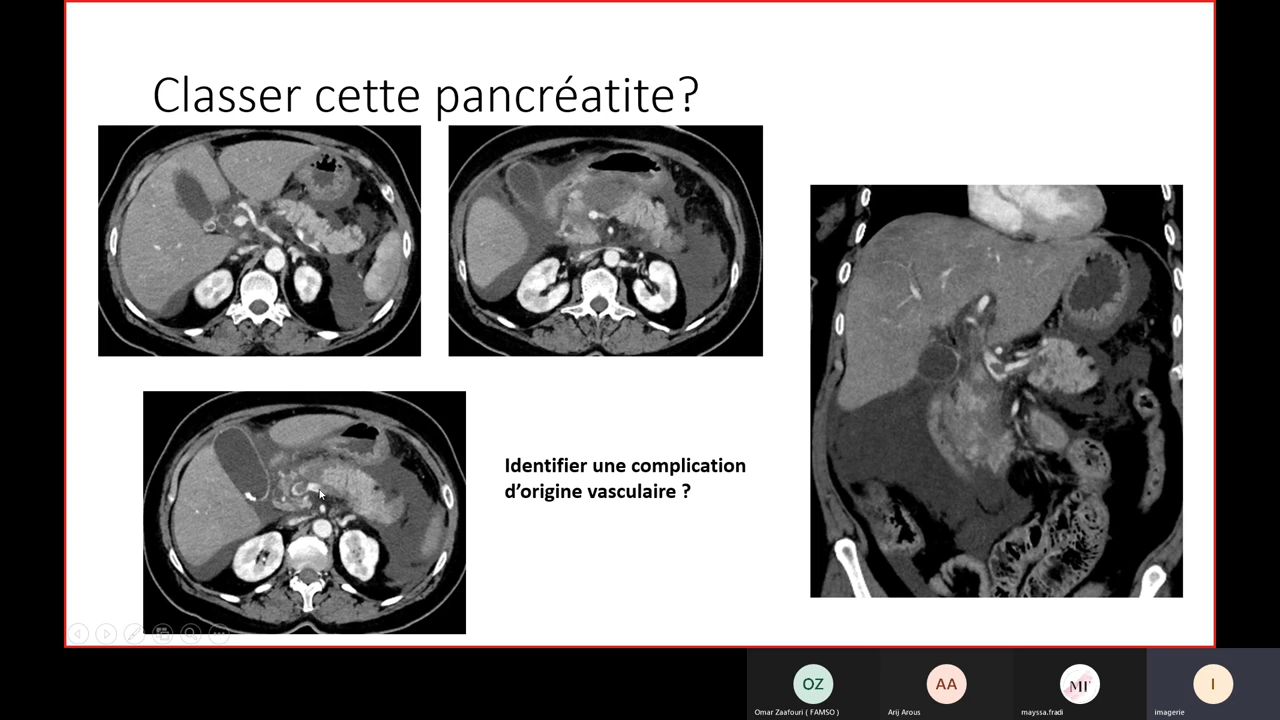 Classer cette pancréatite?
Identifier une complication
d'origine vasculaire ?
OZ
AA
MF
I
Omar Zaafouri ( FAMSO )
Arij Arous
mayssa.fradi
imagerie